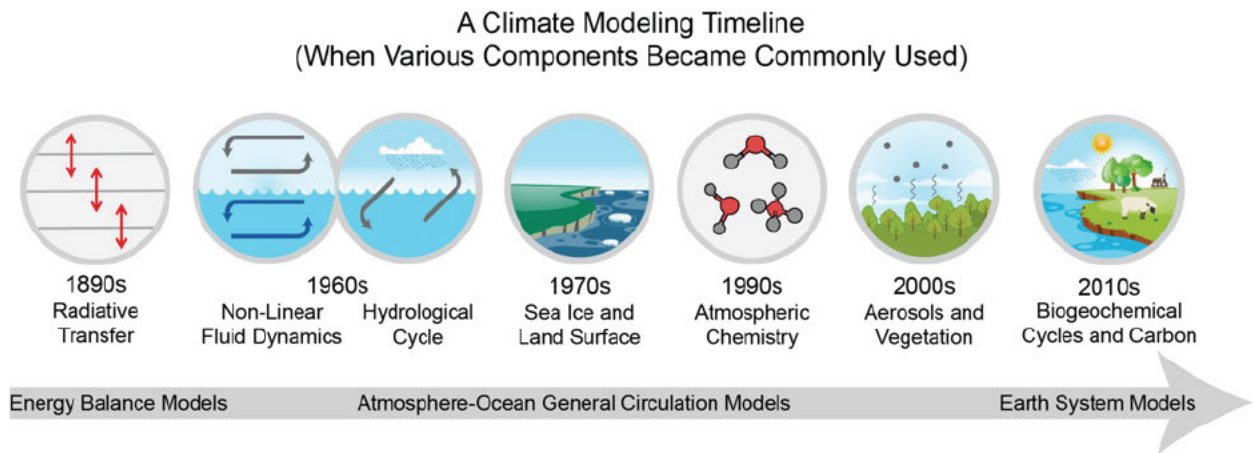 A Climate Modeling Timeline
(When Various Components Became Commonly Used)
1890s
Radiative
Transfer
1960s
Non-Linear
Fluid Dynamics
Hydrological
Cycle
1970s
Sea Ice and
Land Surface
1990s
Atmospheric
Chemistry
2000s
Aerosols and
Vegetation
2010s
Biogeochemical
Cycles and Carbon
Energy Balance Models
Atmosphere-Ocean General Circulation Models
Earth System Models